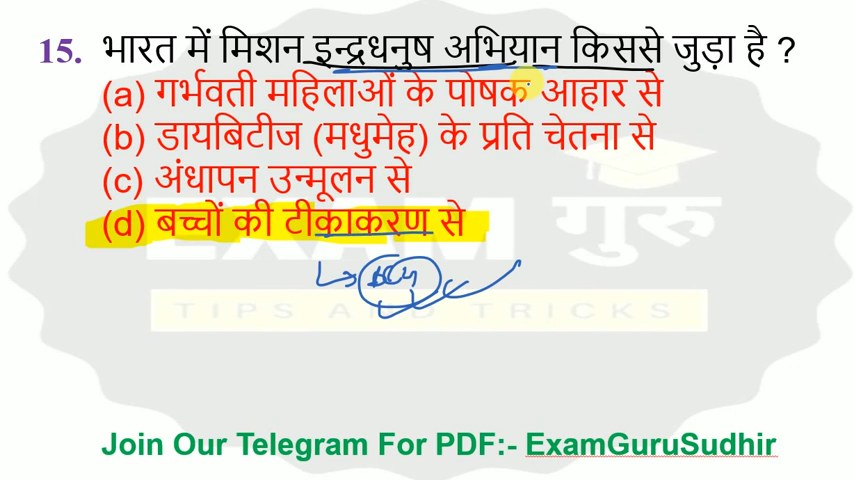 15. भारत में मिशन इन्द्रधनुष अभियान किससे जुड़ा है ?
(a) गर्भवती महिलाओं के पोषक आहार से
(b) डायबिटीज (मधुमेह) के प्रति चेतना से
(c) अंधापन उन्मूलन से
(d) बच्चों की टीकाकरण से
EXAM गुरु
TIPS AND TRICKS
Join Our Telegram For PDF:- ExamGuruSudhir